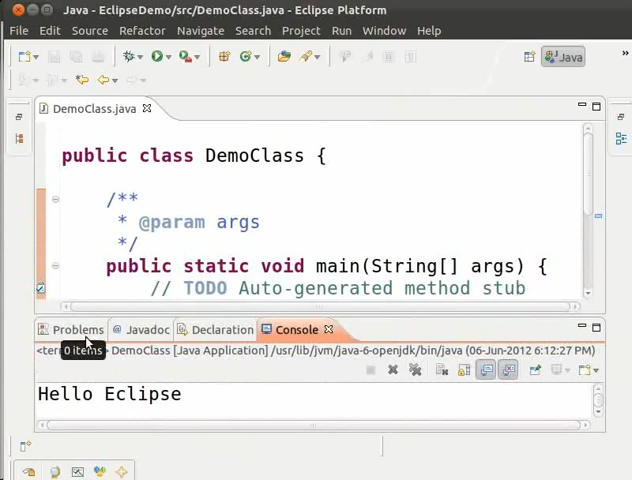 Java - EclipseDemo/src/DemoClass.java - Eclipse Platform
File Edit Source Refactor Navigate Search Project Run Window Help
Java
DemoClass.java
public class DemoClass {
/**
* @param args
*/
public static void main(String[] args) {
// TODO Auto-generated method stub
Problems @ Javadoc Declaration Console
DemoClass [Java Application] /usr/lib/jvm/java-6-openjdk/bin/java (06-Jun-2012 6:12:27 PM)
0 items
Hello Eclipse